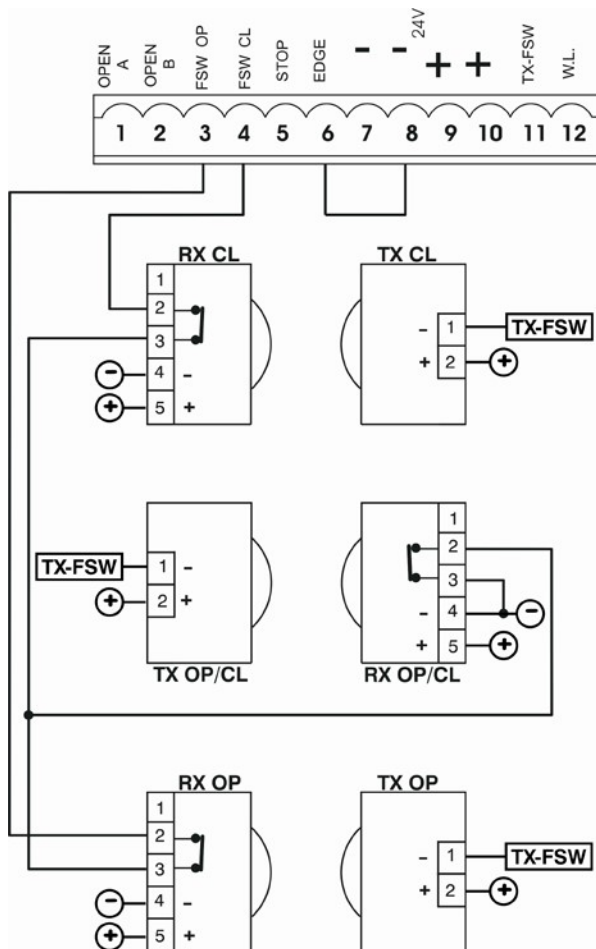 OPEN A
OPEN B
FSW OP
FSW CL
STOP
EDGE
- - 24V
+ +
TX-FSW
W.L.
1 2 3 4 5 6 7 8 9 10 11 12
RX CL
1
2
3
- 4 -
+ 5 +
TX CL
- 1 TX-FSW
+ 2 +
TX-FSW 1 -
+ 2 +
TX OP/CL
1
2
3
- 4 -
+ 5 +
RX OP/CL
RX OP
1
2
3
- 4 -
+ 5 +
TX OP
- 1 TX-FSW
+ 2 +